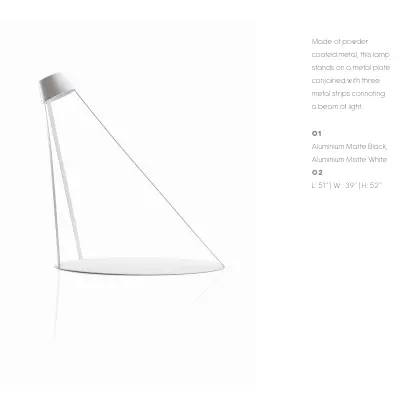 Made of powder
coated metal, this lamp
stands on a metal plate
conjoined with three
metal strips connoting
a beam of light.
01
Aluminium Matte Black,
Aluminium Matte White
02
L: 51" | W : 39" | H: 52"